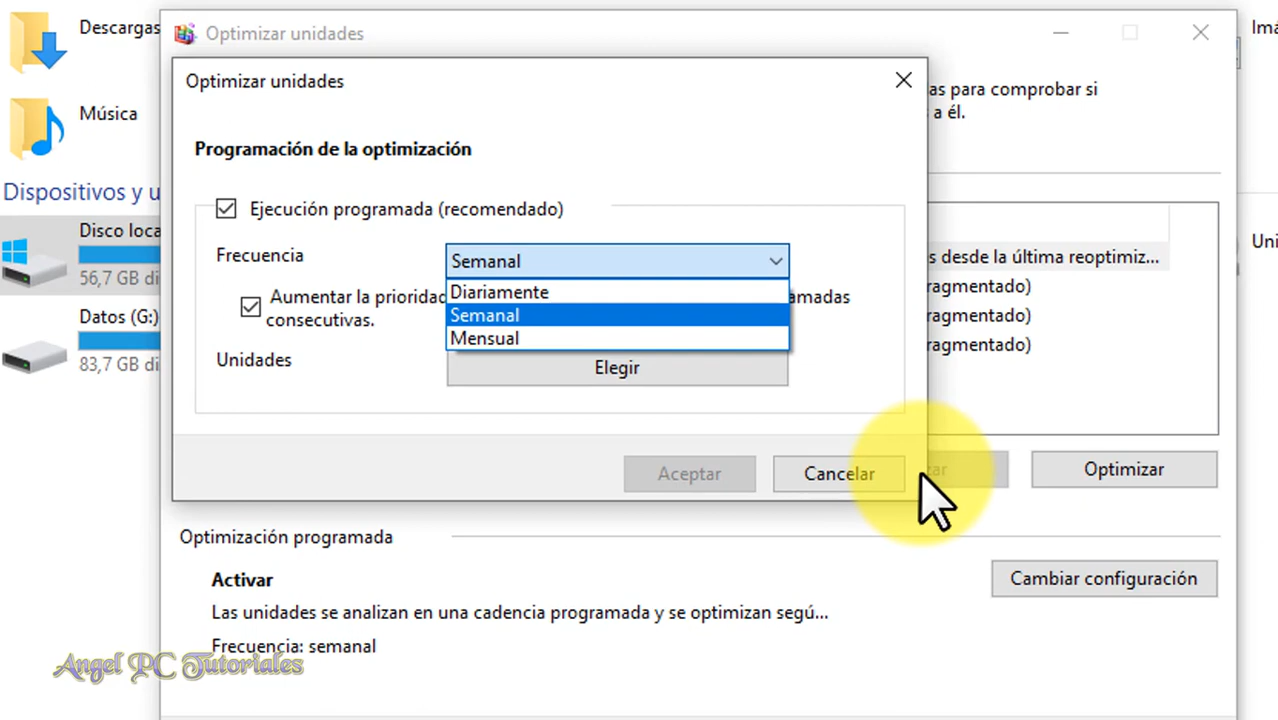 Descargas
Imá
Optimizar unidades
Optimizar unidades
as para comprobar si
a él.
Música
Programación de la optimización
Dispositivos y u
Ejecución programada (recomendado)
Disco loca
Uni
Frecuencia
Semanal
s desde la última reoptimiz...
56,7 GB di
Diariamente
ragmentado)
Aumentar la prioridad
amadas
consecutivas.
Semanal
ragmentado)
Datos (G:)
Mensual
ragmentado)
83,7 GB di
Unidades
Elegir
Aceptar
Cancelar
Optimizar
Optimización programada
Activar
Cambiar configuración
Las unidades se analizan en una cadencia programada y se optimizan segú...
Frecuencia: semanal
Angel PC Tutoriales